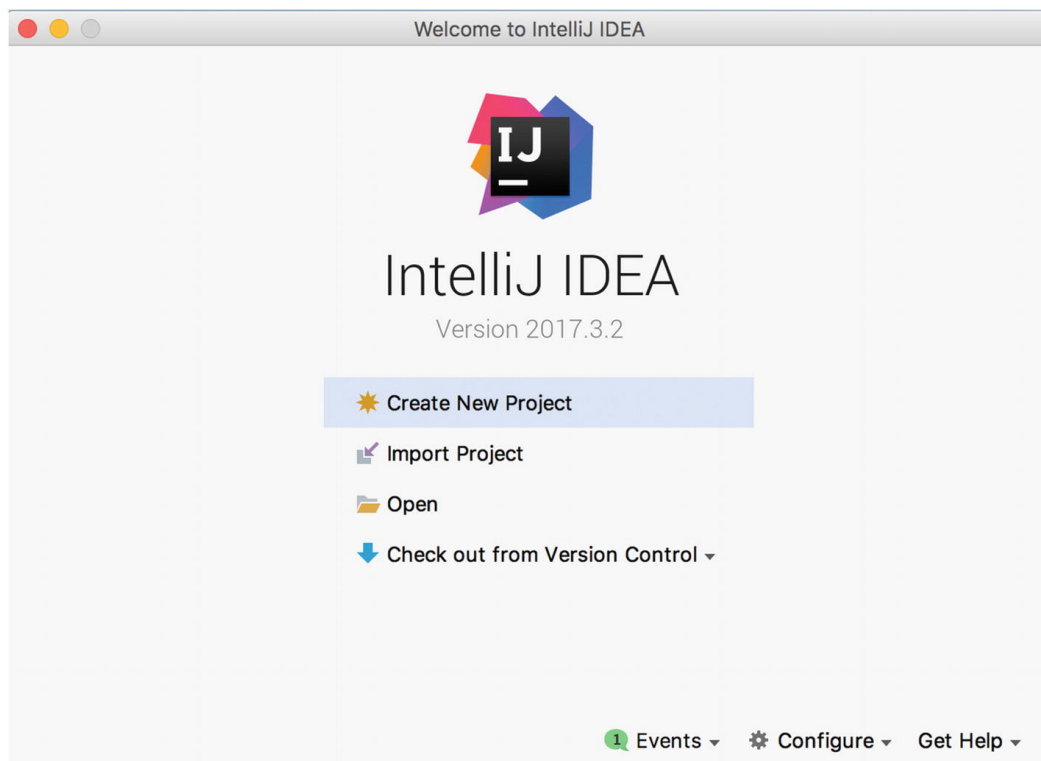 Welcome to IntelliJ IDEA
IJ
IntelliJ IDEA
Version 2017.3.2
Create New Project
Import Project
Open
Check out from Version Control
1 Events Configure Get Help